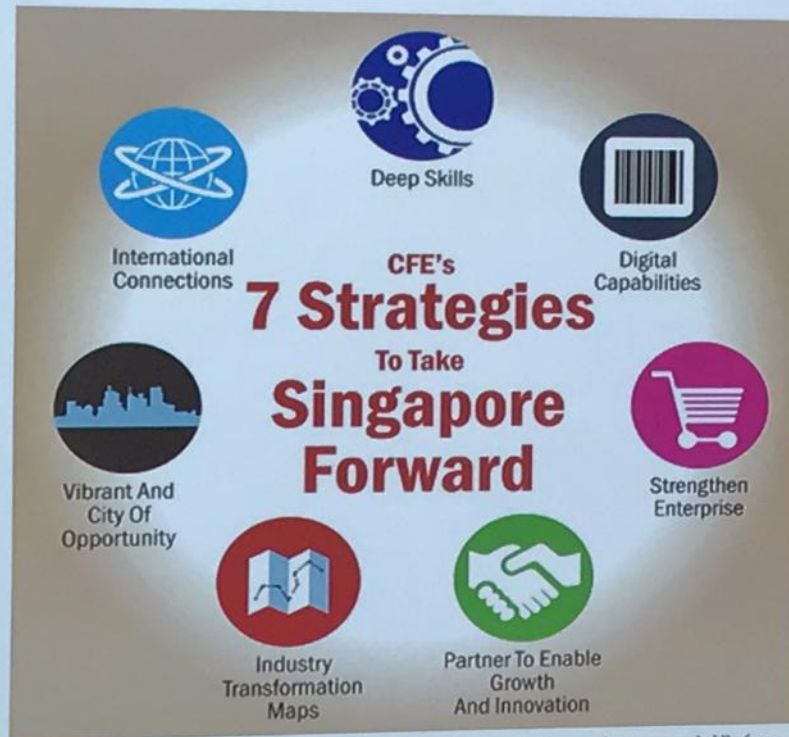 Deep Skills
International
Connections
Digital
Capabilities
CFE's
7 Strategies
To Take
Singapore
Forward
Strengthen
Enterprise
Vibrant And
City Of
Opportunity
Industry
Transformation
Maps
Partner To Enable
Growth
And Innovation